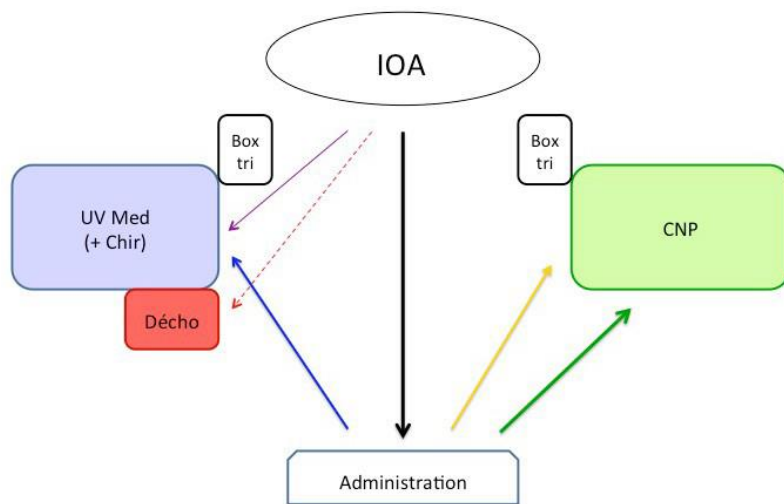 IOA
Box
tri
Box
tri
UV Med
(+ Chir)
CNP
Décho
Administration